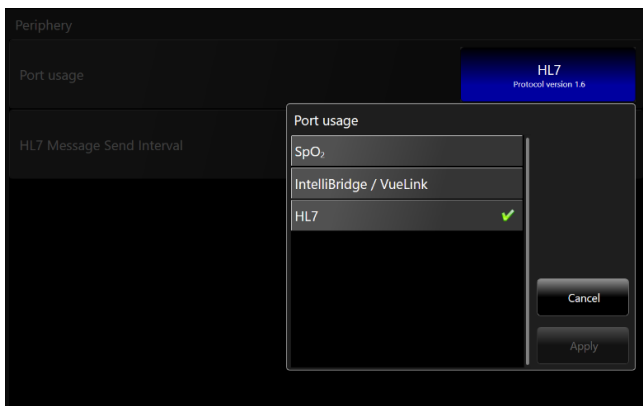 Periphery
Port usage
HL7
Protocol version 1.6
HL7 Message Send Interval
Port usage
SpO₂
IntelliBridge / VueLink
HL7
Cancel
Apply